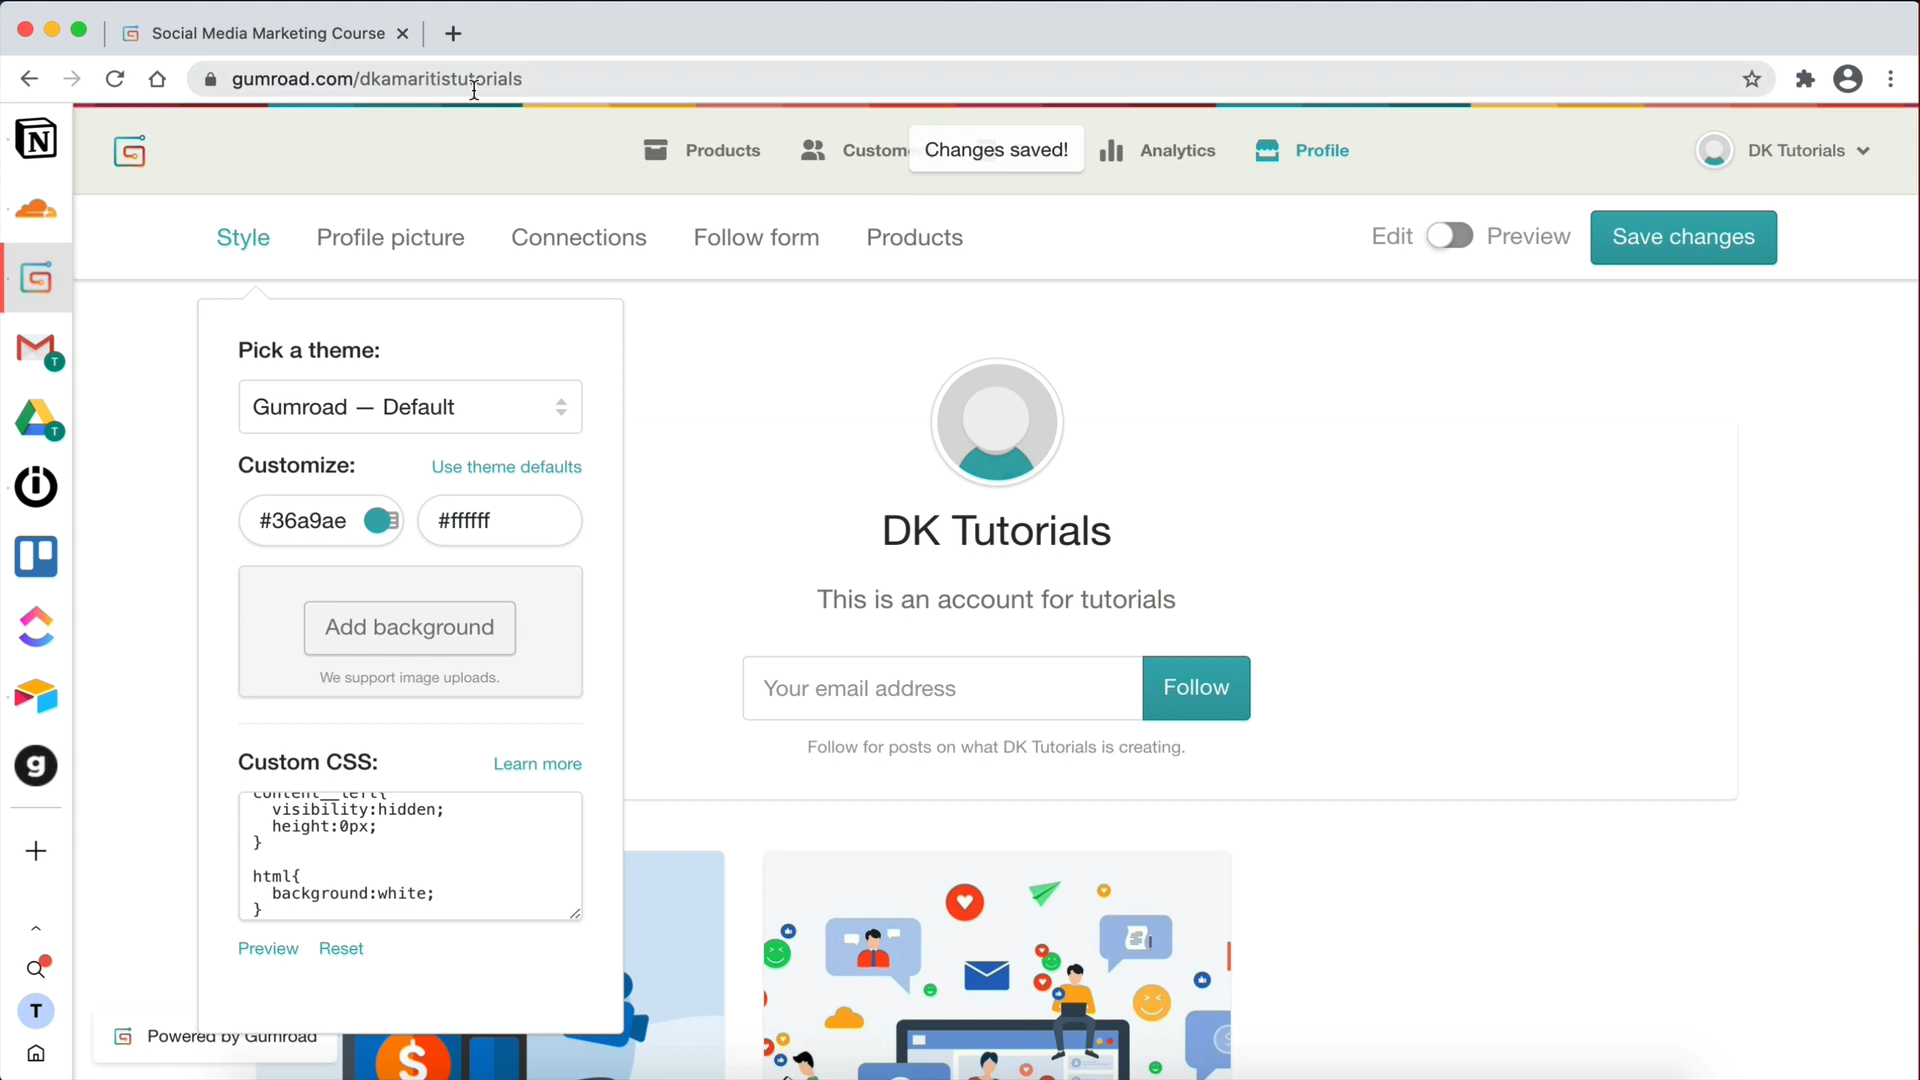 Social Media Marketing Course
gumroad.com/dkamaritistutorials
Products
Custome
Changes saved!
Analytics
Profile
DK Tutorials
Style
Profile picture
Connections
Follow form
Products
Edit
Preview
Save changes
Pick a theme:
Gumroad — Default
Customize:
Use theme defaults
#36a9ae
#ffffff
Add background
We support image uploads.
Custom CSS:
Learn more
content__left{
visibility:hidden;
height:0px;
}
html{
background:white;
}
Preview
Reset
Powered by Gumroad
DK Tutorials
This is an account for tutorials
Your email address
Follow
Follow for posts on what DK Tutorials is creating.
N
T
T
g
T
$